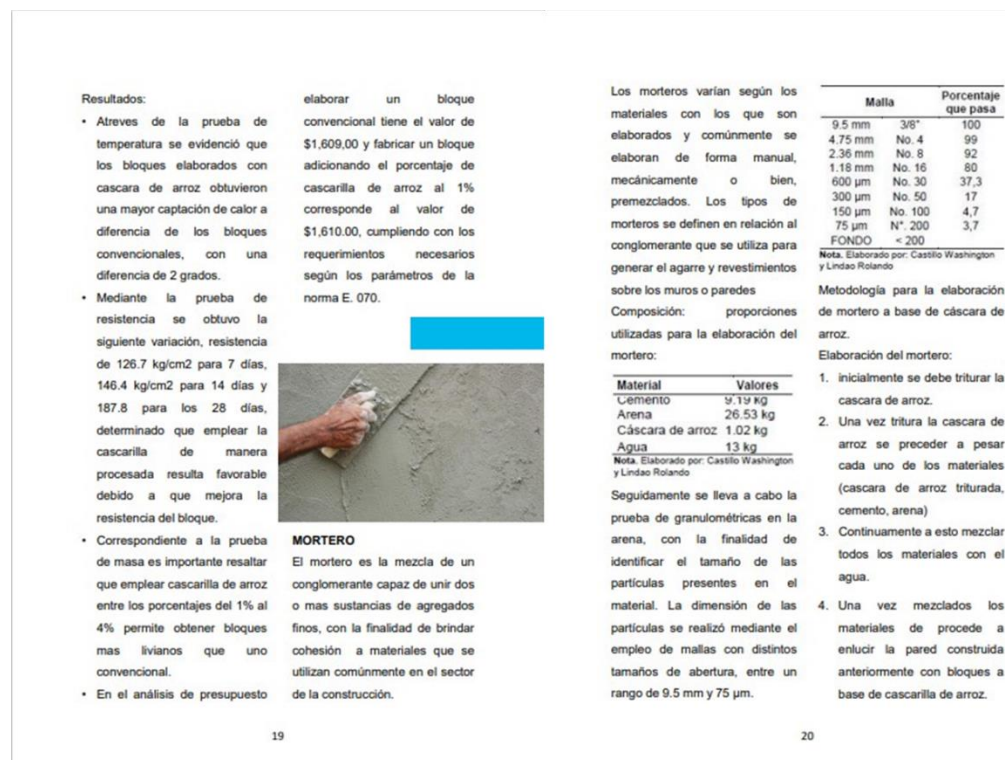 Resultados:
• Atreves de la prueba de
temperatura se evidenció que
los bloques elaborados con
cascara de arroz obtuvieron
una mayor captación de calor a
diferencia de los bloques
convencionales, con una
diferencia de 2 grados.
• Mediante la prueba de
resistencia se obtuvo la
siguiente variación, resistencia
de 126.7 kg/cm2 para 7 días,
146.4 kg/cm2 para 14 días y
187.8 para los 28 días,
determinado que emplear la
cascarilla de manera
procesada resulta favorable
debido a que mejora la
resistencia del bloque.
• Correspondiente a la prueba
de masa es importante resaltar
que emplear cascarilla de arroz
entre los porcentajes del 1% al
4% permite obtener bloques
mas livianos que uno
convencional.
• En el análisis de presupuesto
elaborar un bloque
convencional tiene el valor de
$1,609,00 y fabricar un bloque
adicionando el porcentaje de
cascarilla de arroz al 1%
corresponde al valor de
$1,610.00, cumpliendo con los
requerimientos necesarios
según los parámetros de la
norma E. 070.
MORTERO
El mortero es la mezcla de un
conglomerante capaz de unir dos
o mas sustancias de agregados
finos, con la finalidad de brindar
cohesión a materiales que se
utilizan comúnmente en el sector
de la construcción.
19
Los morteros varían según los
materiales con los que son
elaborados y comúnmente se
elaboran de forma manual,
mecánicamente o bien,
premezclados. Los tipos de
morteros se definen en relación al
conglomerante que se utiliza para
generar el agarre y revestimientos
sobre los muros o paredes
Composición: proporciones
utilizadas para la elaboración del
mortero:
Material Valores
Cemento 9.19 kg
Arena 26.53 kg
Cáscara de arroz 1.02 kg
Agua 13 kg
Nota. Elaborado por: Castillo Washington
y Lindao Rolando
Seguidamente se lleva a cabo la
prueba de granulométricas en la
arena, con la finalidad de
identificar el tamaño de las
partículas presentes en el
material. La dimensión de las
partículas se realizó mediante el
empleo de mallas con distintos
tamaños de abertura, entre un
rango de 9.5 mm y 75 µm.
Malla Porcentaje
que pasa
9.5 mm 3/8" 100
4.75 mm No. 4 99
2.36 mm No. 8 92
1.18 mm No. 16 80
600 µm No. 30 37,3
300 µm No. 50 17
150 µm No. 100 4,7
75 µm N°. 200 3,7
FONDO < 200
Nota. Elaborado por: Castillo Washington
y Lindao Rolando
Metodología para la elaboración
de mortero a base de cáscara de
arroz.
Elaboración del mortero:
1. inicialmente se debe triturar la
cascara de arroz.
2. Una vez tritura la cascara de
arroz se preceder a pesar
cada uno de los materiales
(cascara de arroz triturada,
cemento, arena)
3. Continuamente a esto mezclar
todos los materiales con el
agua.
4. Una vez mezclados los
materiales de procede a
enlucir la pared construida
anteriormente con bloques a
base de cascarilla de arroz.
20